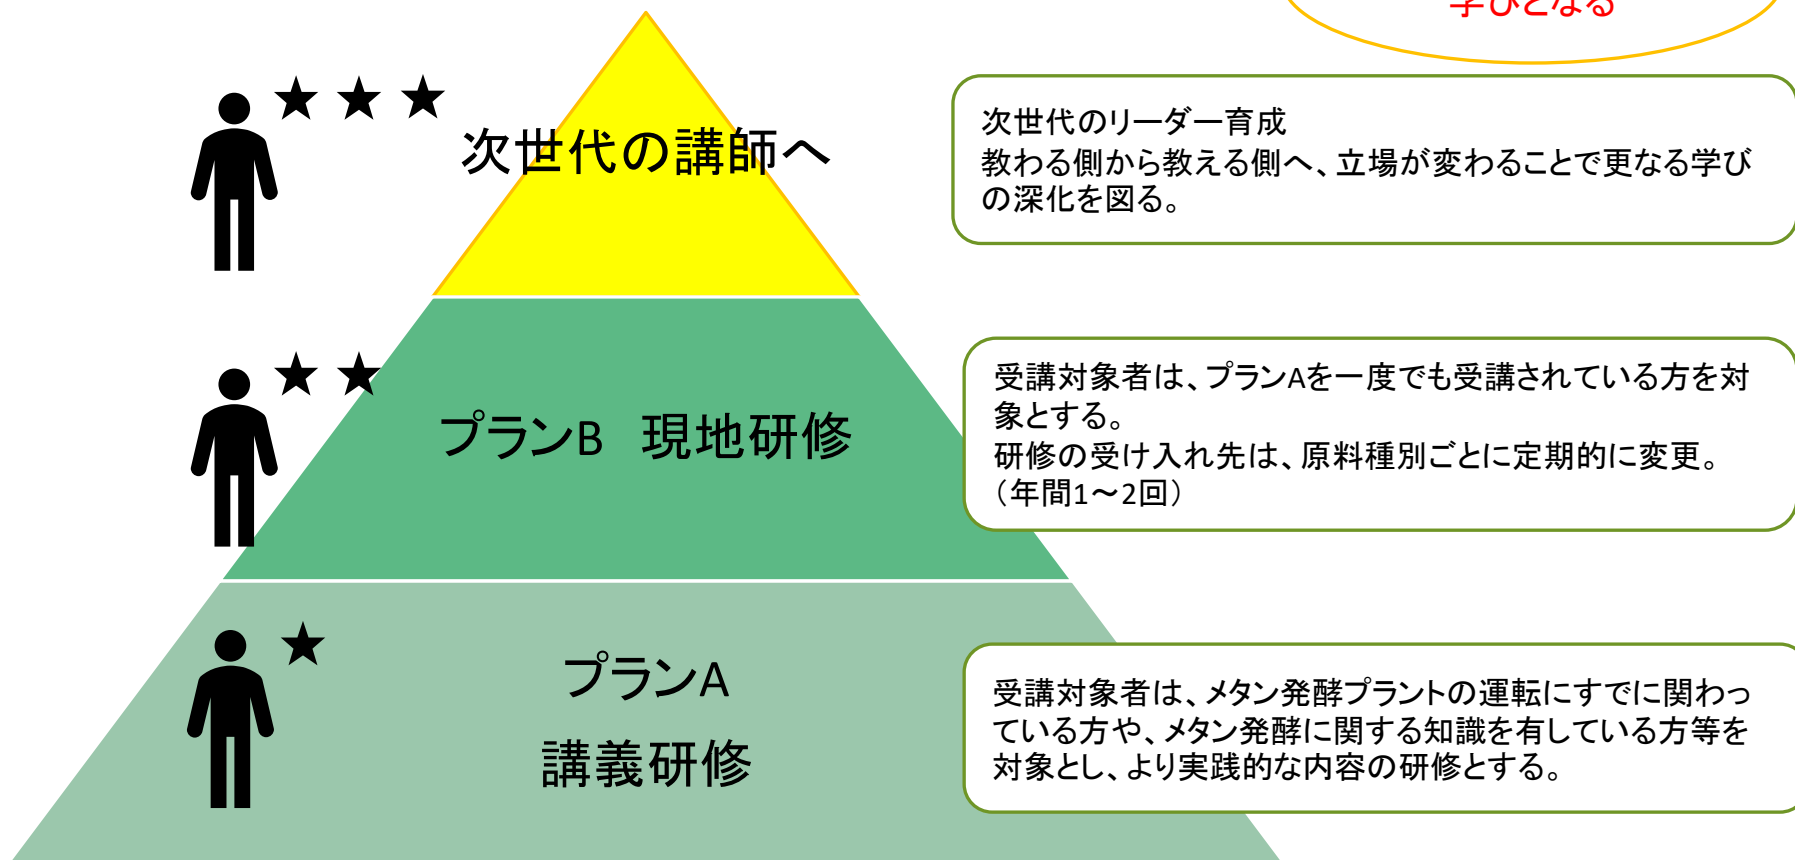 学びとなる
次世代の講師へ
次世代のリーダー育成
教わる側から教える側へ、立場が変わることで更なる学び
の深化を図る。
プランB　現地研修
受講対象者は、プランAを一度でも受講されている方を対
象とする。
研修の受け入れ先は、原料種別ごとに定期的に変更。
（年間1～2回）
プランA
講義研修
受講対象者は、メタン発酵プラントの運転にすでに関わっ
ている方や、メタン発酵に関する知識を有している方等を
対象とし、より実践的な内容の研修とする。